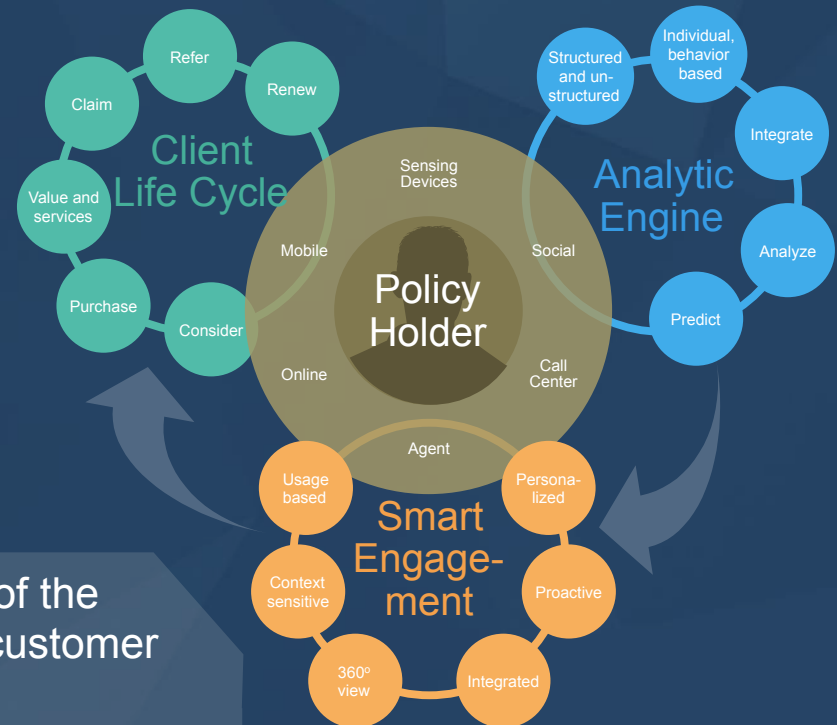 Client
Life Cycle
Refer
Renew
Claim
Value and
services
Purchase
Consider
Policy
Holder
Sensing
Devices
Mobile
Social
Online
Call
Center
Agent
Analytic
Engine
Structured
and un-
structured
Individual,
behavior
based
Integrate
Analyze
Predict
Smart
Engage-
ment
Usage
based
Persona-
lized
Context
sensitive
Proactive
360º
view
Integrated
of the
customer